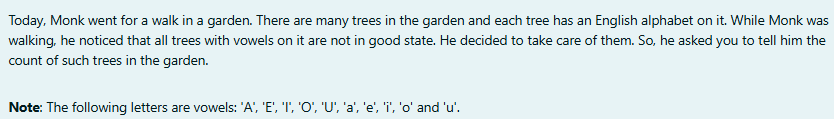 Today, Monk went for a walk in a garden. There are many trees in the garden and each tree has an English alphabet on it. While Monk was
walking, he noticed that all trees with vowels on it are not in good state. He decided to take care of them. So, he asked you to tell him the
count of such trees in the garden.
Note: The following letters are vowels: 'A', 'E', 'I', 'O', 'U', 'a', 'e', 'i', 'o' and 'u'.